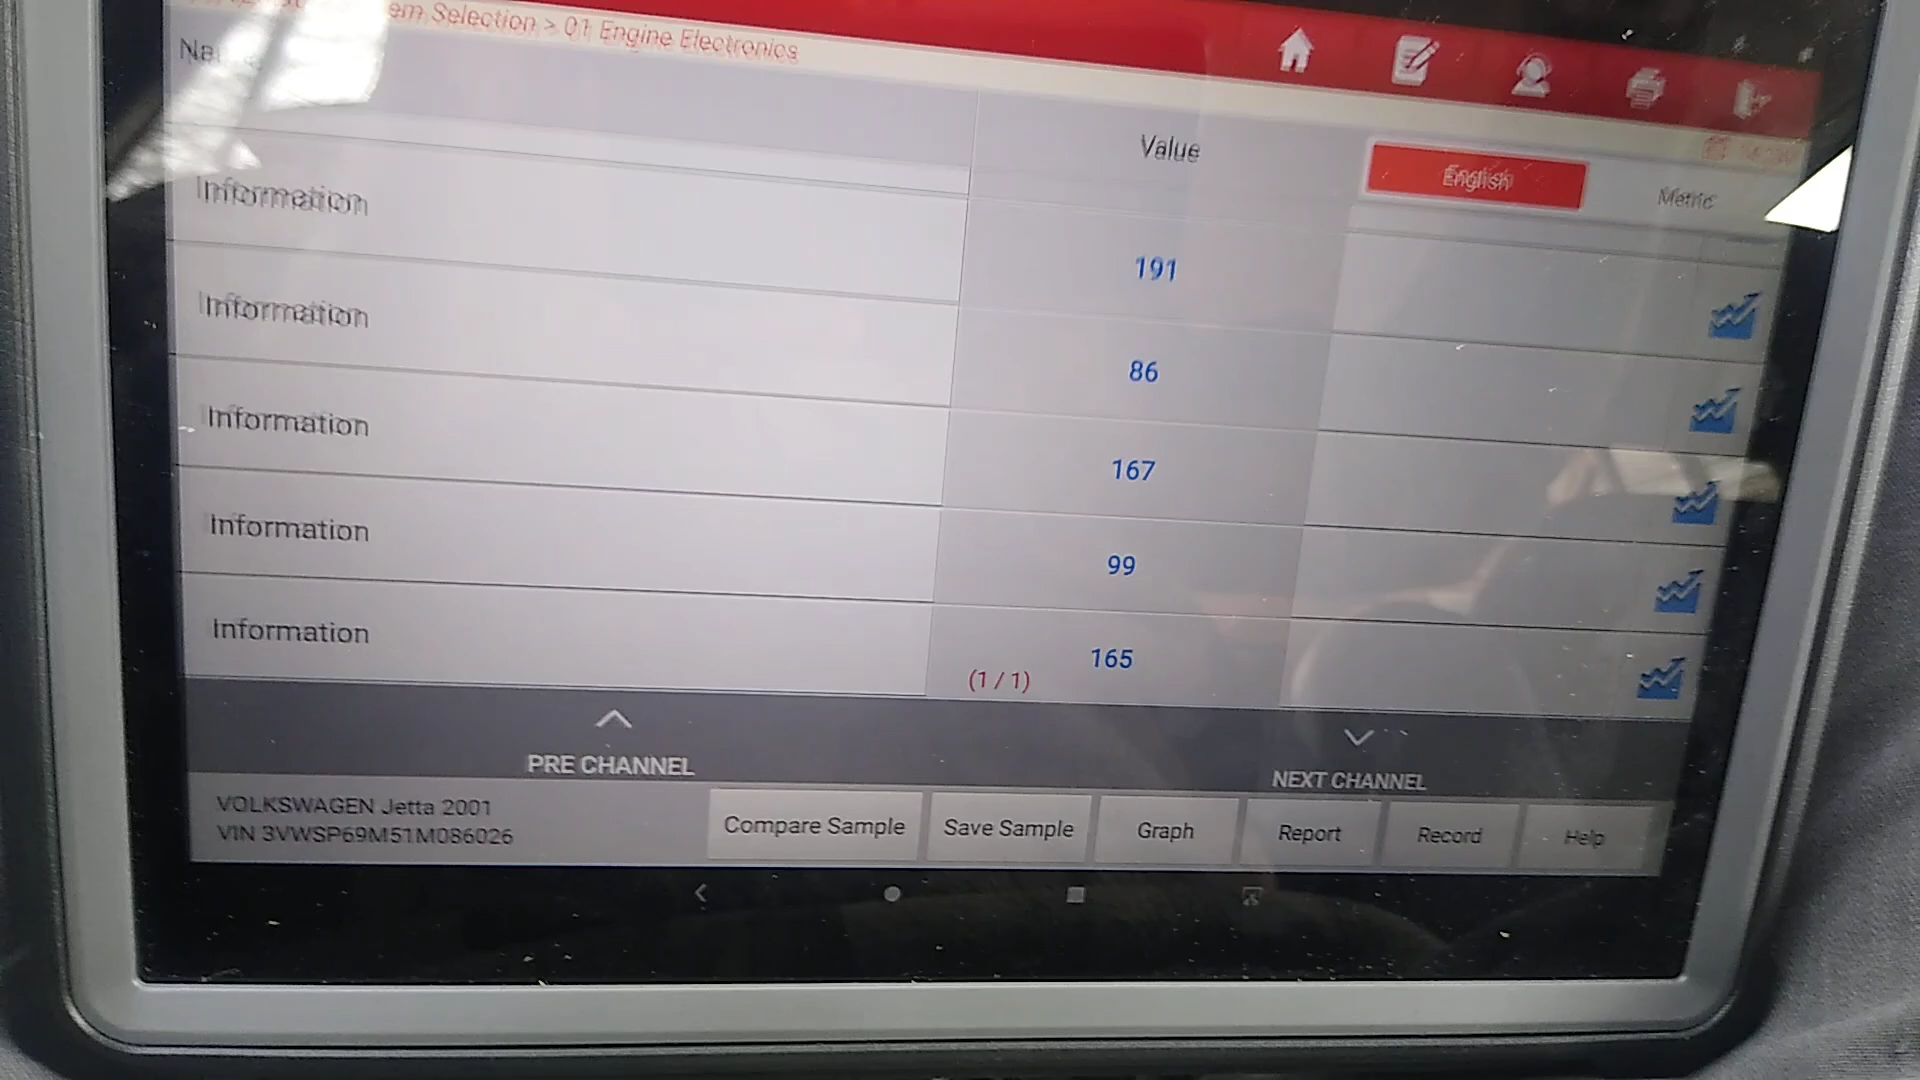 em Selection > 01 Engine Electronics
Value
English
Metric
Information
191
Information
86
Information
167
Information
99
Information
165
(1 / 1)
PRE CHANNEL
NEXT CHANNEL
VOLKSWAGEN Jetta 2001
VIN 3VWSP69M51M086026
Compare Sample
Save Sample
Graph
Report
Record
Help